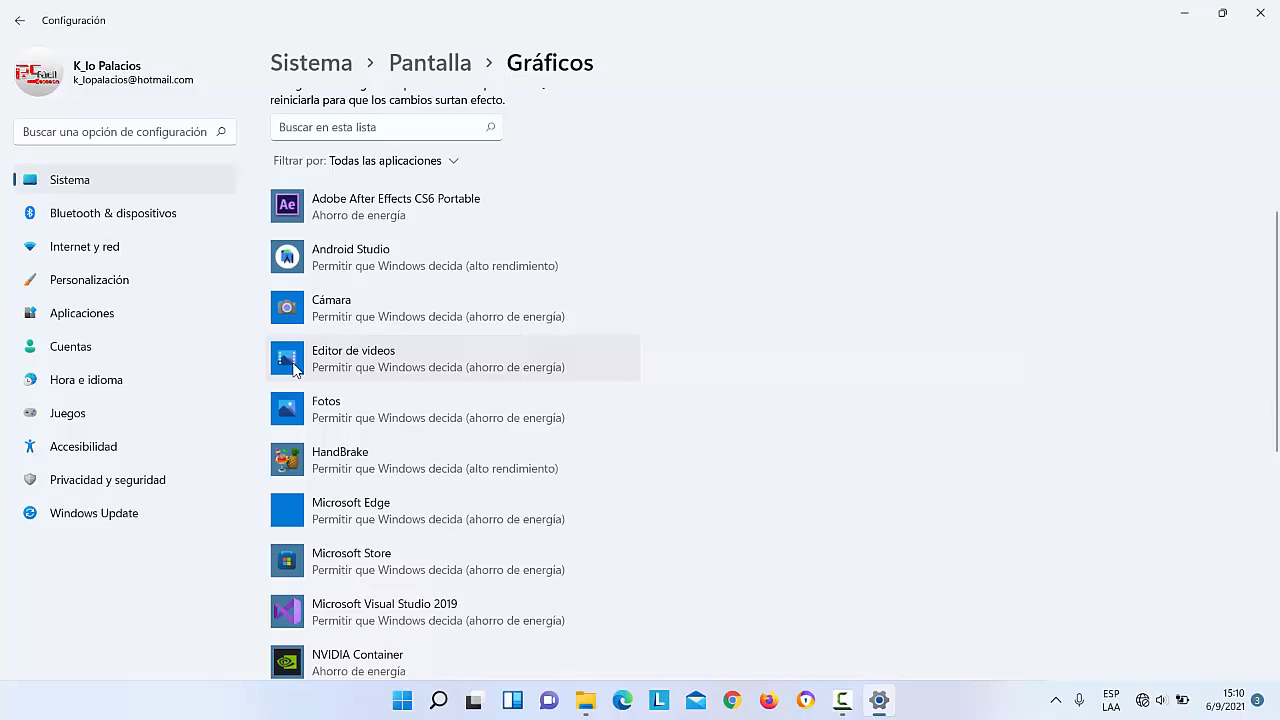 Configuración
K_lo Palacios
k_lopalacios@hotmail.com
Buscar una opción de configuración
Sistema
Bluetooth & dispositivos
Internet y red
Personalización
Aplicaciones
Cuentas
Hora e idioma
Juegos
Accesibilidad
Privacidad y seguridad
Windows Update
Sistema > Pantalla > Gráficos
reiniciarla para que los cambios surtan efecto.
Buscar en esta lista
Filtrar por: Todas las aplicaciones
Adobe After Effects CS6 Portable
Ahorro de energía
Android Studio
Permitir que Windows decida (alto rendimiento)
Cámara
Permitir que Windows decida (ahorro de energía)
Editor de videos
Permitir que Windows decida (ahorro de energía)
Fotos
Permitir que Windows decida (ahorro de energía)
HandBrake
Permitir que Windows decida (alto rendimiento)
Microsoft Edge
Permitir que Windows decida (ahorro de energía)
Microsoft Store
Permitir que Windows decida (ahorro de energía)
Microsoft Visual Studio 2019
Permitir que Windows decida (ahorro de energía)
NVIDIA Container
Ahorro de energía
ESP
LAA
15:10
6/9/2021
3